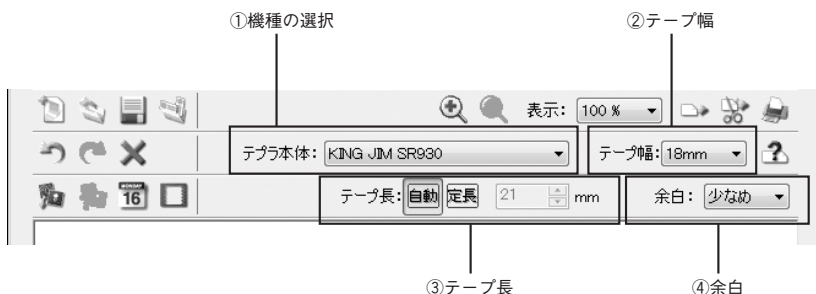 ①機種の選択
②テープ幅
表示: 100 %
テプラ本体: KING JIM SR930
テープ幅: 18mm
MONDAY
16
テープ長: 自動 定長 21 mm
余白: 少なめ
③テープ長
④余白